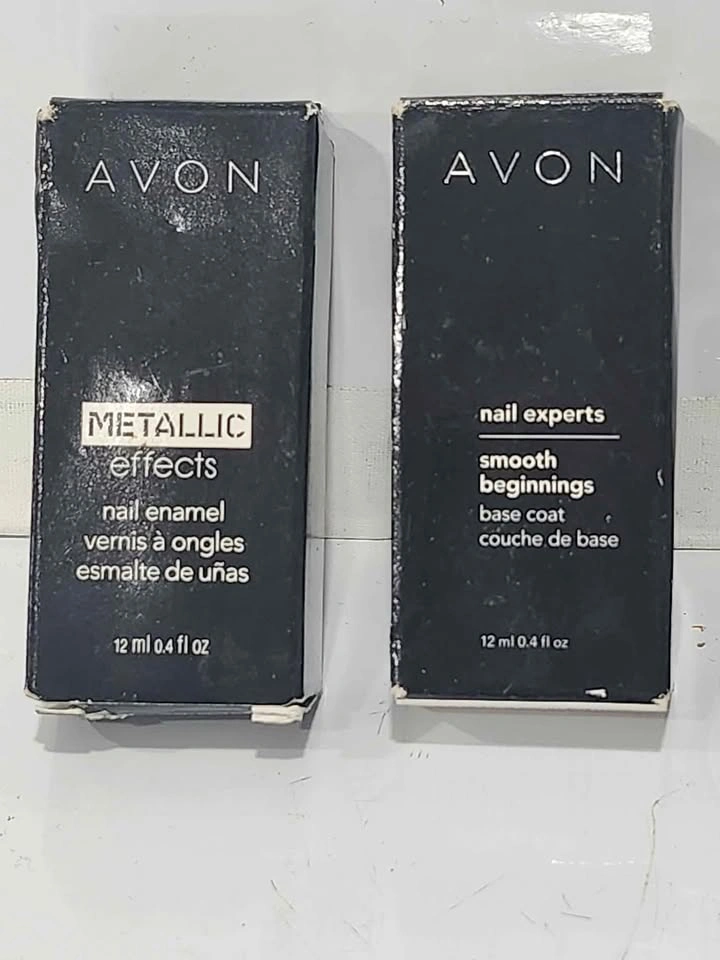 AVON
METALLIC
effects
nail enamel
vernis à ongles
esmalte de uñas
12 ml 0.4 fl oz
AVON
nail experts
smooth
beginnings
base coat
couche de base
12 ml 0.4 fl oz